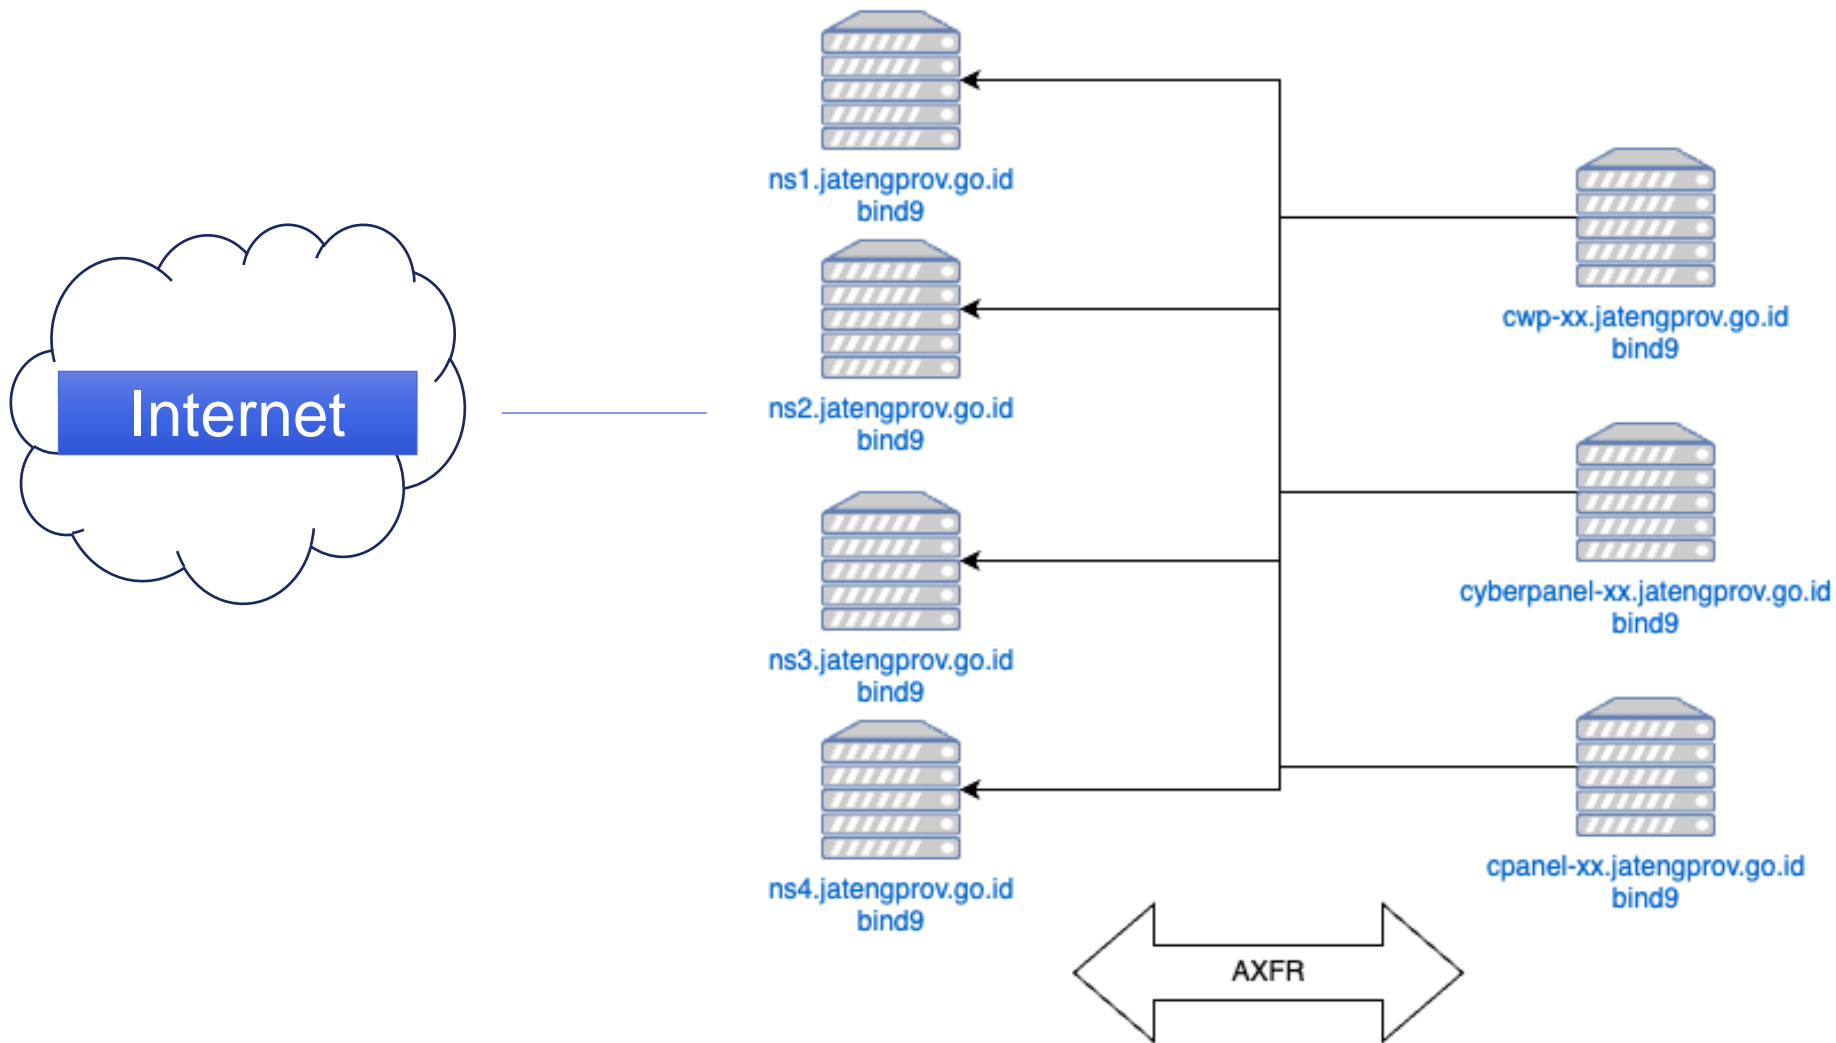 Internet
ns1.jatengprov.go.id
bind9
ns2.jatengprov.go.id
bind9
ns3.jatengprov.go.id
bind9
ns4.jatengprov.go.id
bind9
cwp-xx.jatengprov.go.id
bind9
cyberpanel-xx.jatengprov.go.id
bind9
cpanel-xx.jatengprov.go.id
bind9
AXFR